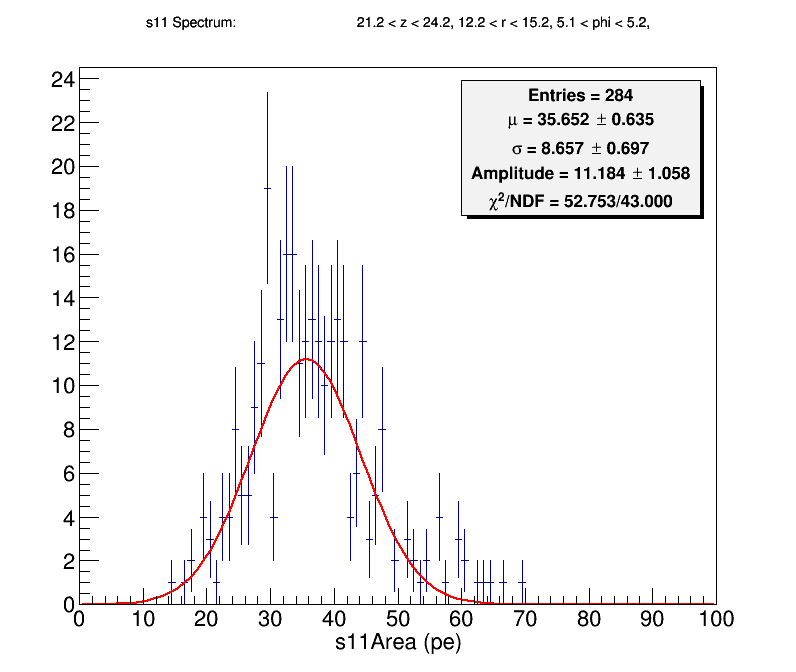 s11 Spectrum: 21.2 < z < 24.2, 12.2 < r < 15.2, 5.1 < phi < 5.2,
Entries = 284
μ = 35.652 ± 0.635
σ = 8.657 ± 0.697
Amplitude = 11.184 ± 1.058
χ²/NDF = 52.753/43.000
24
22
20
18
16
14
12
10
8
6
4
2
0
0 10 20 30 40 50 60 70 80 90 100
s11Area (pe)